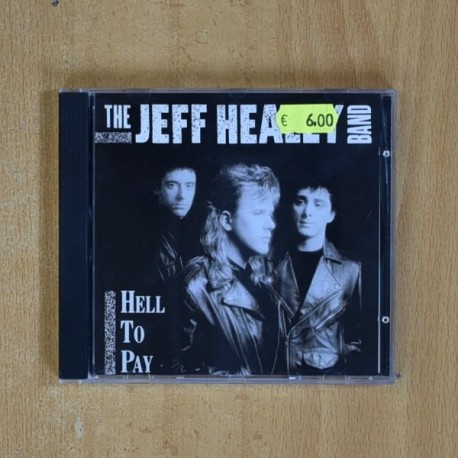 THE JEFF HEALEY BAND
€ 6.00
HELL
TO
PAY